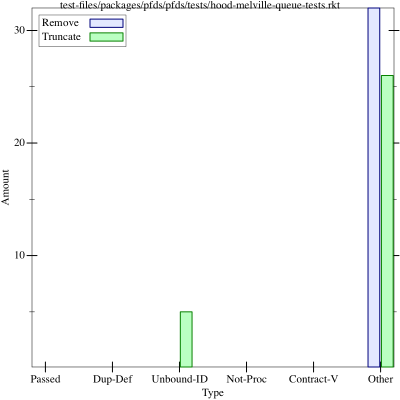 test-files/packages/pfds/pfds/tests/hood-melville-queue-tests.rkt
Remove
Truncate
30
20
10
Amount
Passed Dup-Def Unbound-ID Not-Proc Contract-V Other
Type